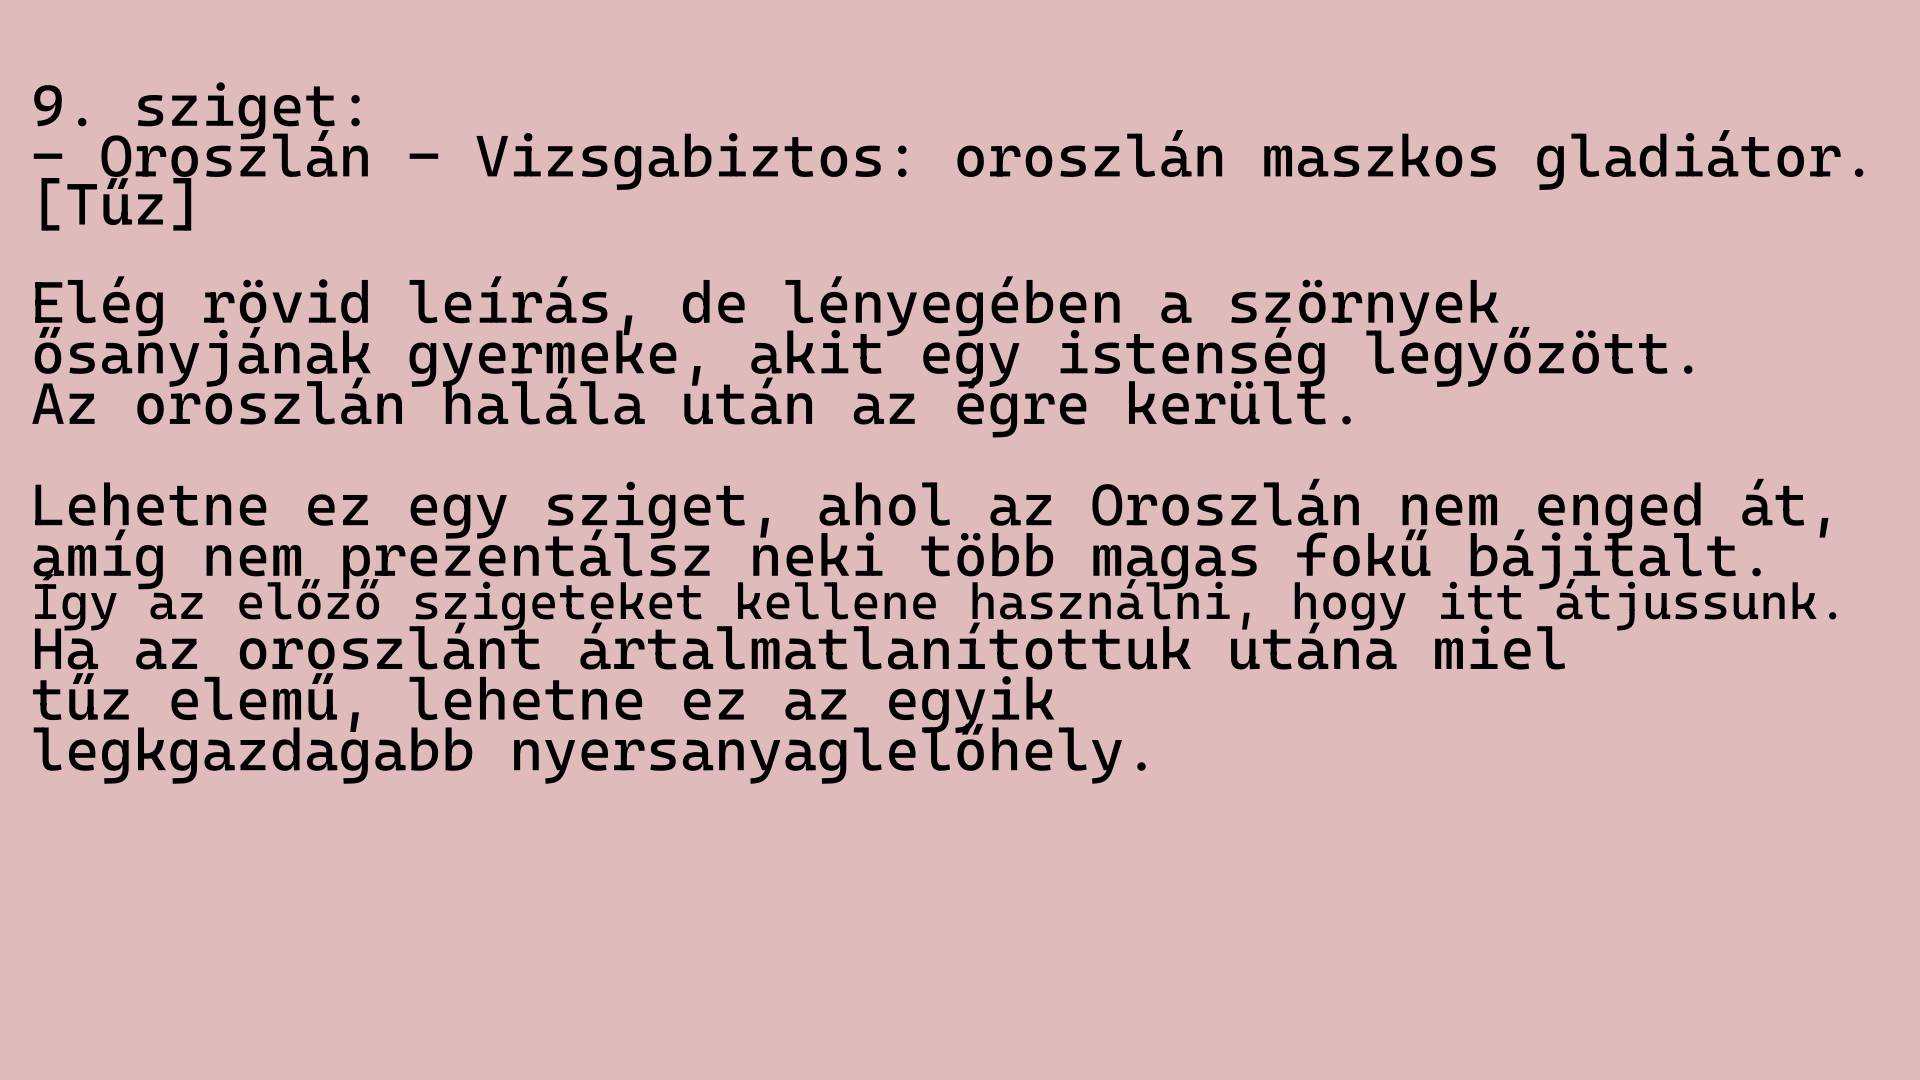 9. sziget:
- Oroszlán - Vizsgabiztos: oroszlán maszkos gladiátor.
[Tűz]
Elég rövid leírás, de lényegében a szörnyek
ősanyjának gyermeke, akit egy istenség legyőzött.
Az oroszlán halála után az égre került.
Lehetne ez egy sziget, ahol az Oroszlán nem enged át,
amíg nem prezentálsz neki több magas fokű bájitalt.
Így az előző szigeteket kellene használni, hogy itt átjussunk.
Ha az oroszlánt ártalmatlanítottuk utána miel
tűz elemű, lehetne ez az egyik
legkgazdagabb nyersanyaglelőhely.